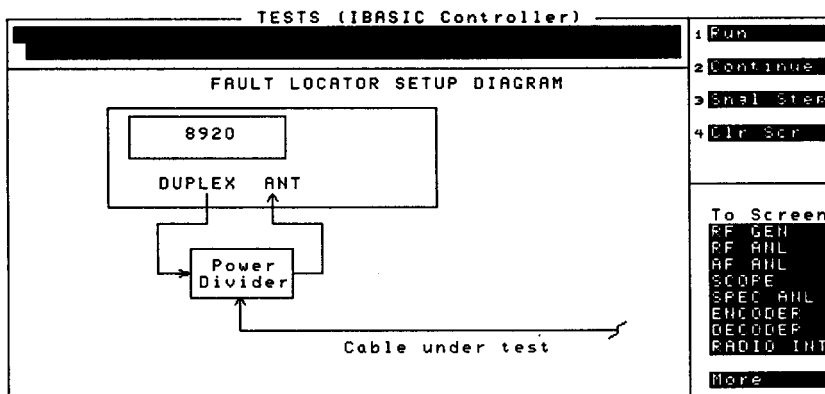 TESTS (IBASIC Controller)
1 Run
2 Continue
3 Sngl Step
4 Clr Scr
FAULT LOCATOR SETUP DIAGRAM
8920
DUPLEX ANT
Power
Divider
Cable under test
To Screen
RF GEN
RF ANL
AF ANL
SCOPE
SPEC ANL
ENCODER
DECODER
RADIO INT
More